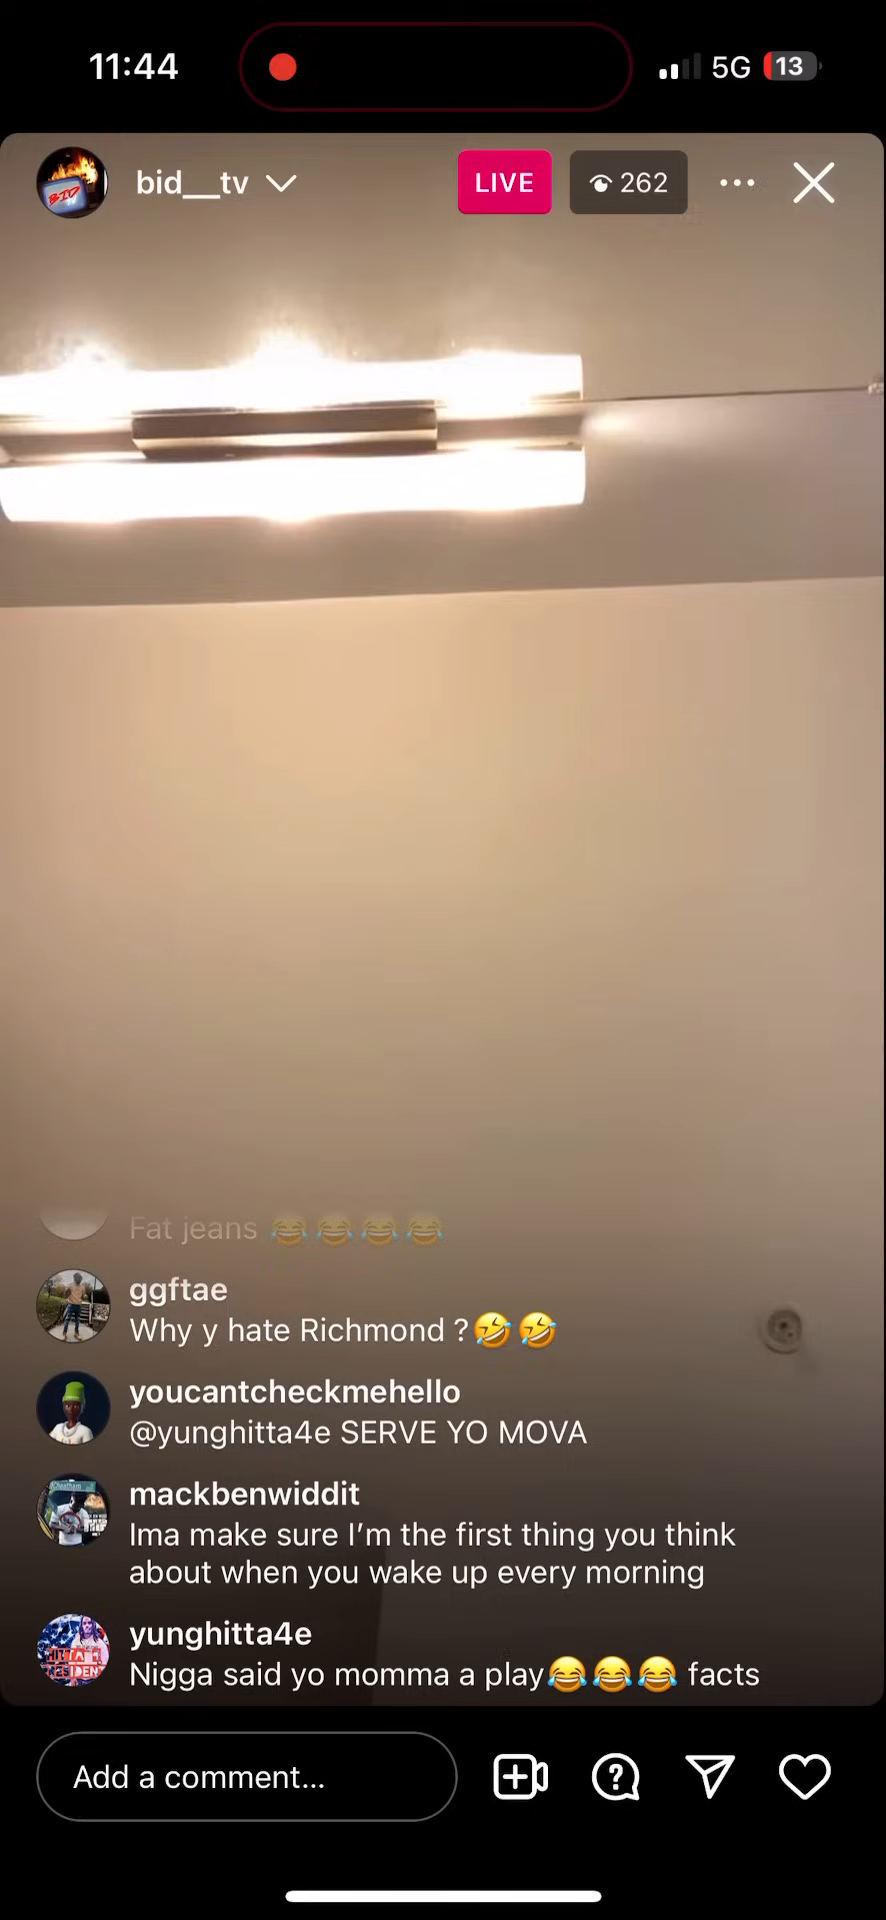 11:44
5G
13
BID
bid__tv
LIVE
262
Fat jeans 😂😂😂😂
ggftae
Why y hate Richmond ?🤣🤣
youcantcheckmehello
@yunghitta4e SERVE YO MOVA
mackbenwiddit
Ima make sure I'm the first thing you think
about when you wake up every morning
yunghitta4e
Nigga said yo momma a play😂😂😂 facts
Add a comment...